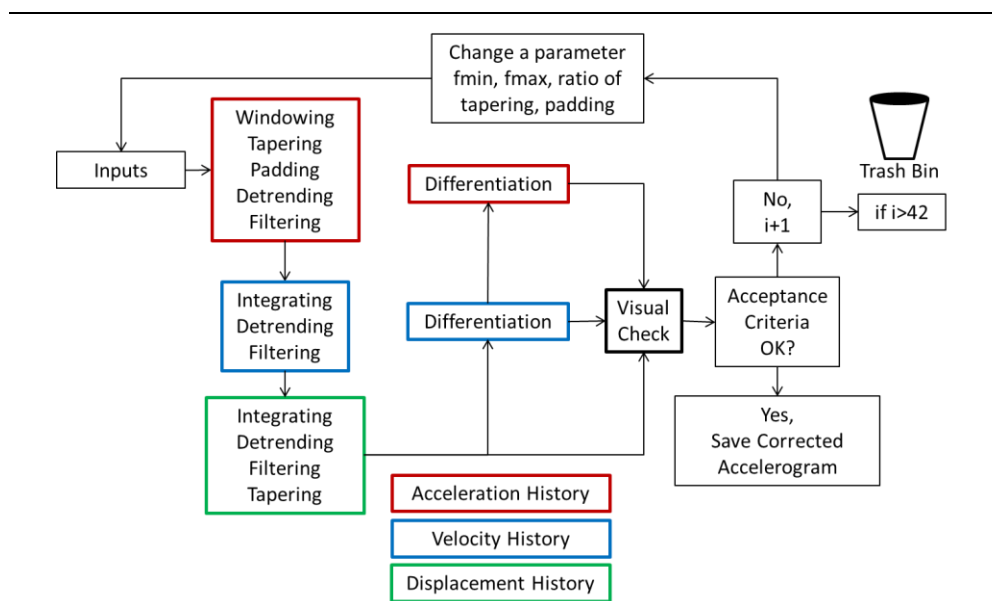 Change a parameter
fmin, fmax, ratio of
tapering, padding
Inputs
Windowing
Tapering
Padding
Detrending
Filtering
Integrating
Detrending
Filtering
Integrating
Detrending
Filtering
Tapering
Differentiation
Differentiation
Visual
Check
Acceptance
Criteria
OK?
No,
i+1
Trash Bin
if i>42
Yes,
Save Corrected
Accelerogram
Acceleration History
Velocity History
Displacement History